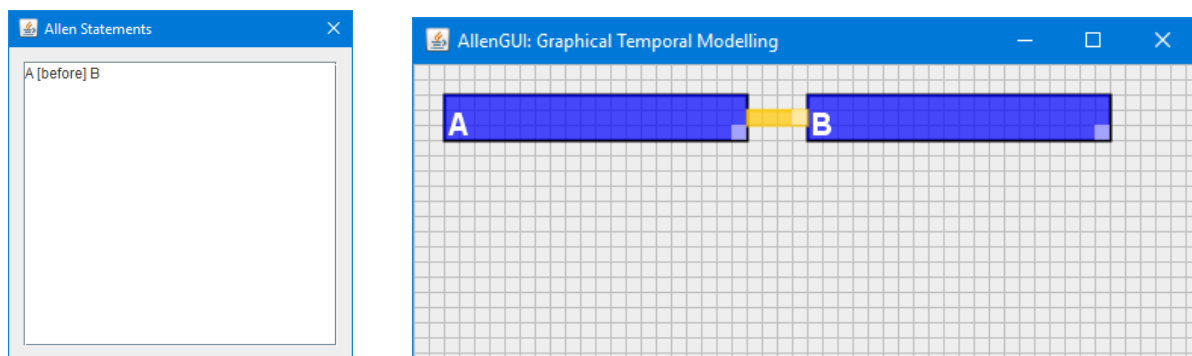 Allen Statements
A [before] B
AllenGUI: Graphical Temporal Modelling
A
B